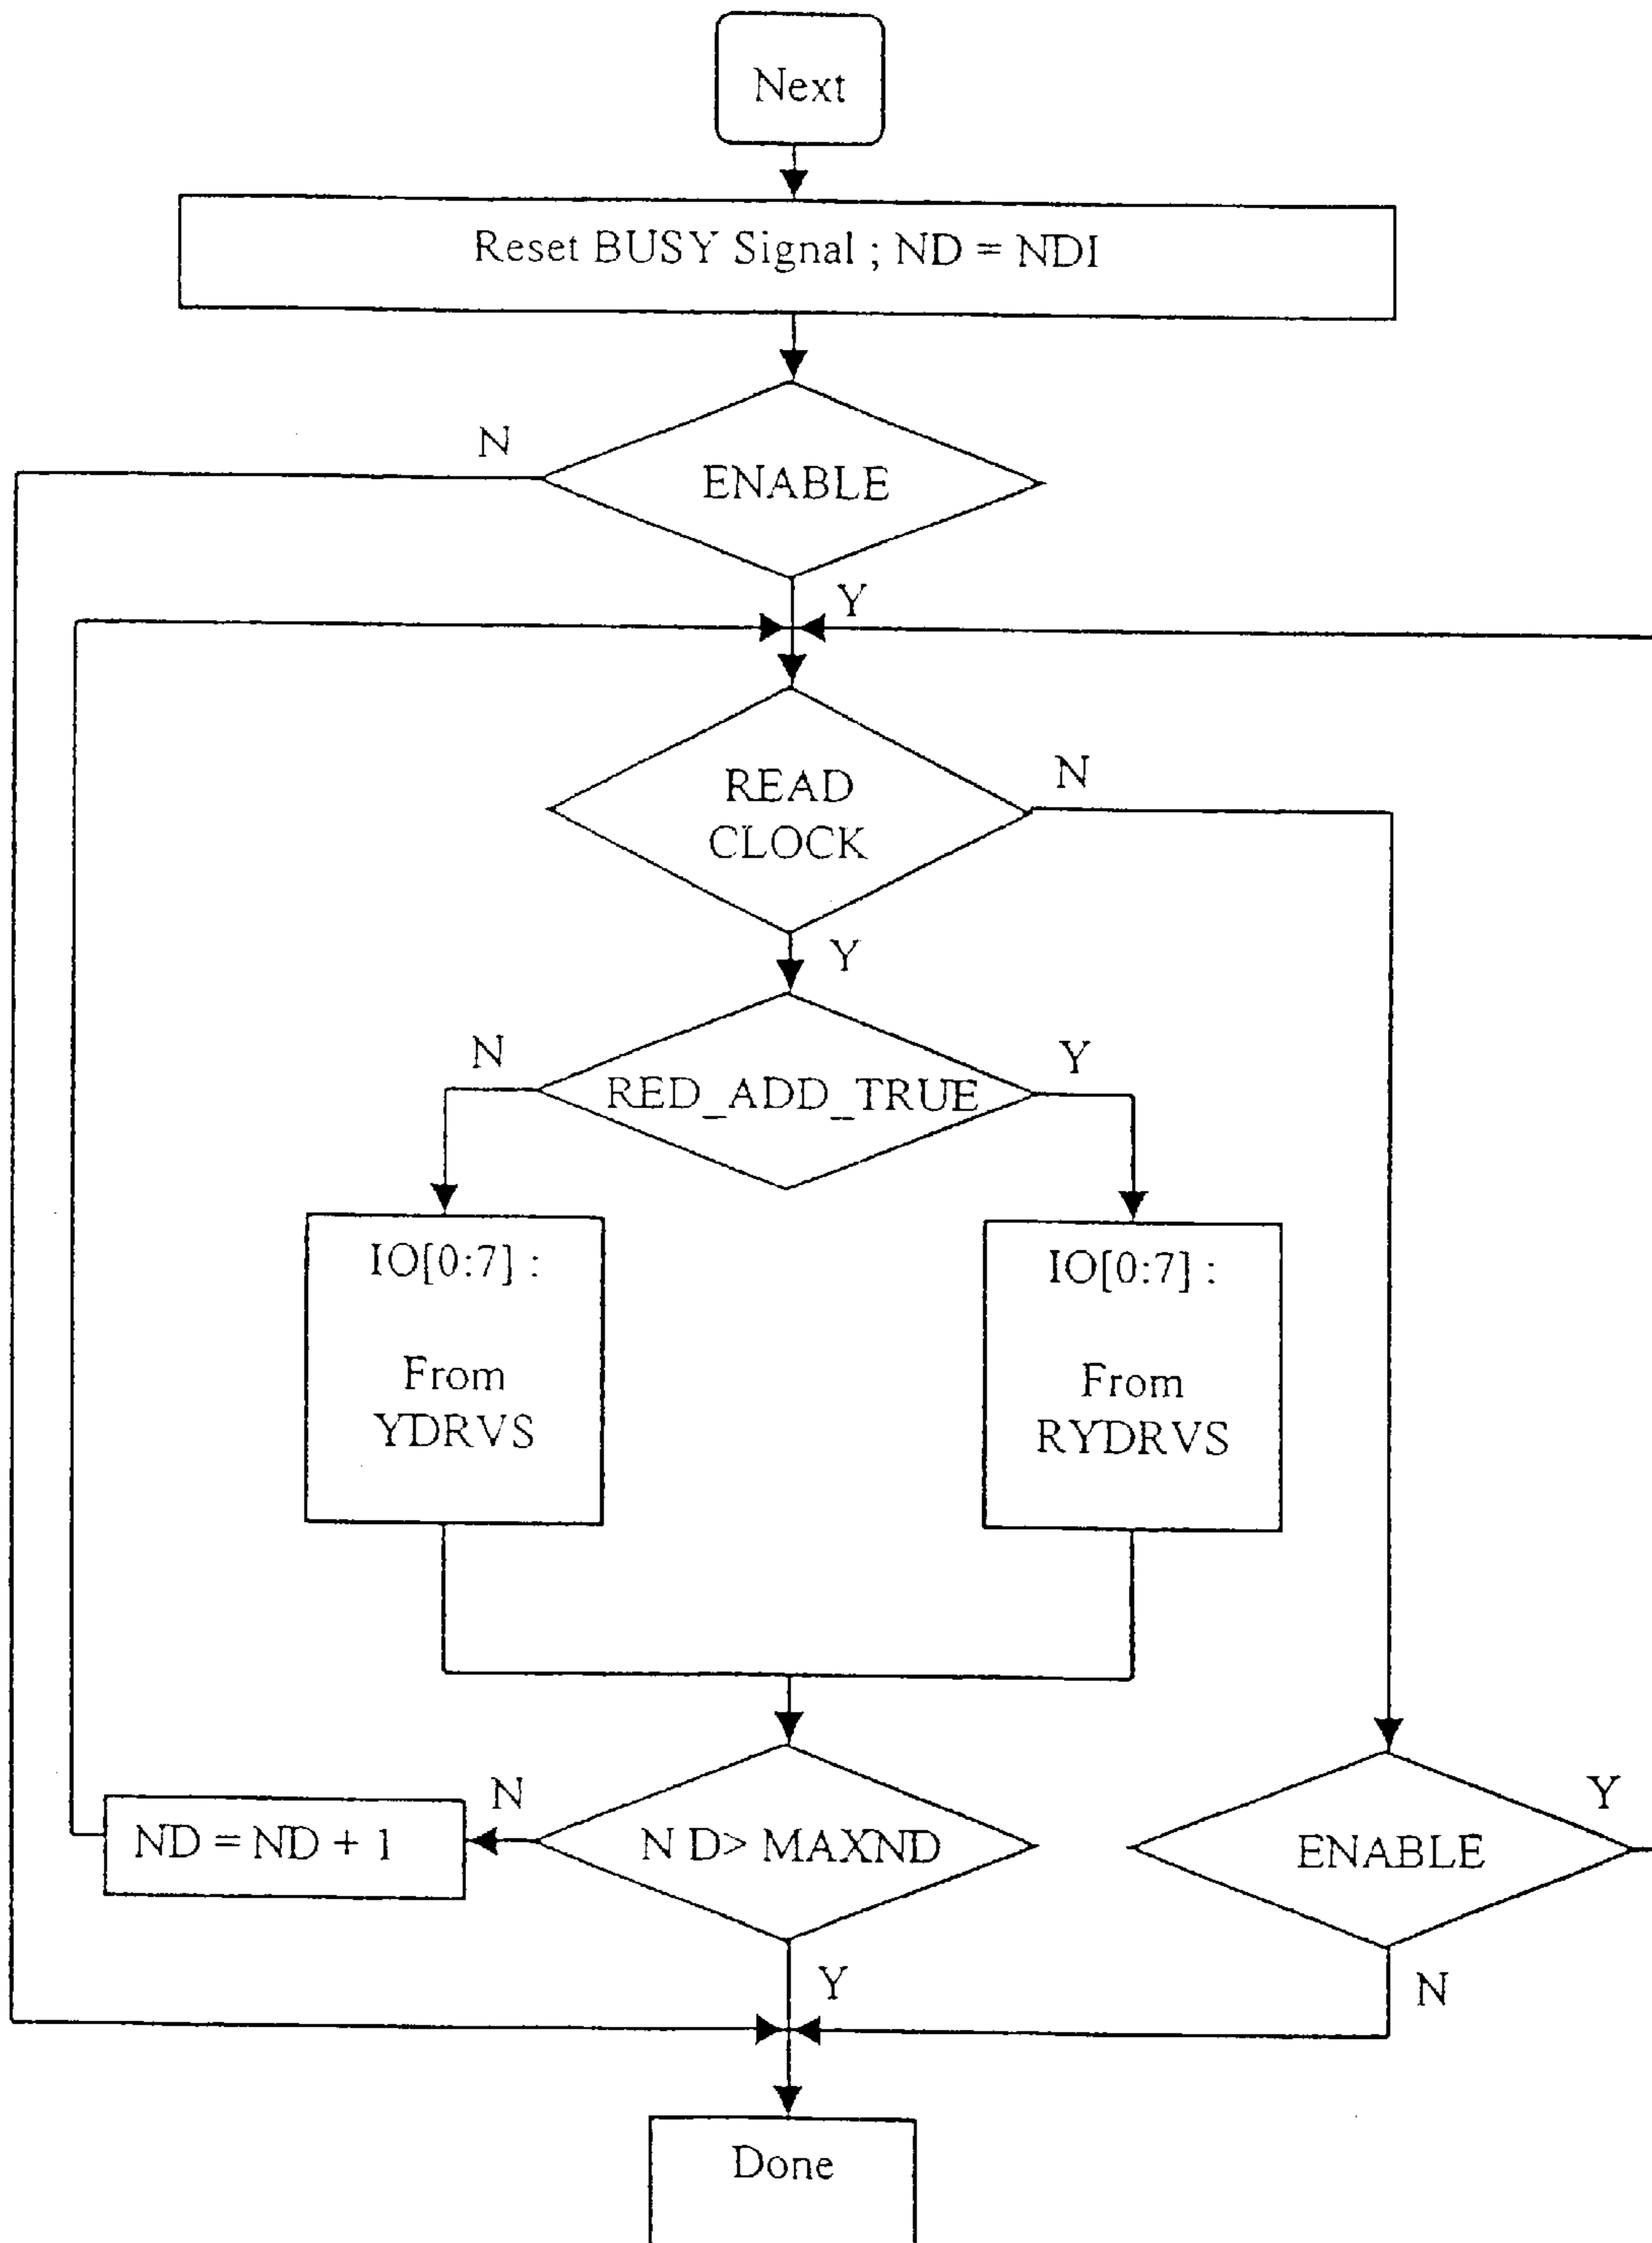 Next
Reset BUSY Signal ; ND = NDI
N
ENABLE
Y
READ
CLOCK
N
Y
N
RED_ADD_TRUE
Y
IO[0:7] :
From
YDRVS
IO[0:7] :
From
RYDRVS
ND = ND + 1
N
N D> MAXND
Y
ENABLE
Y
N
Done